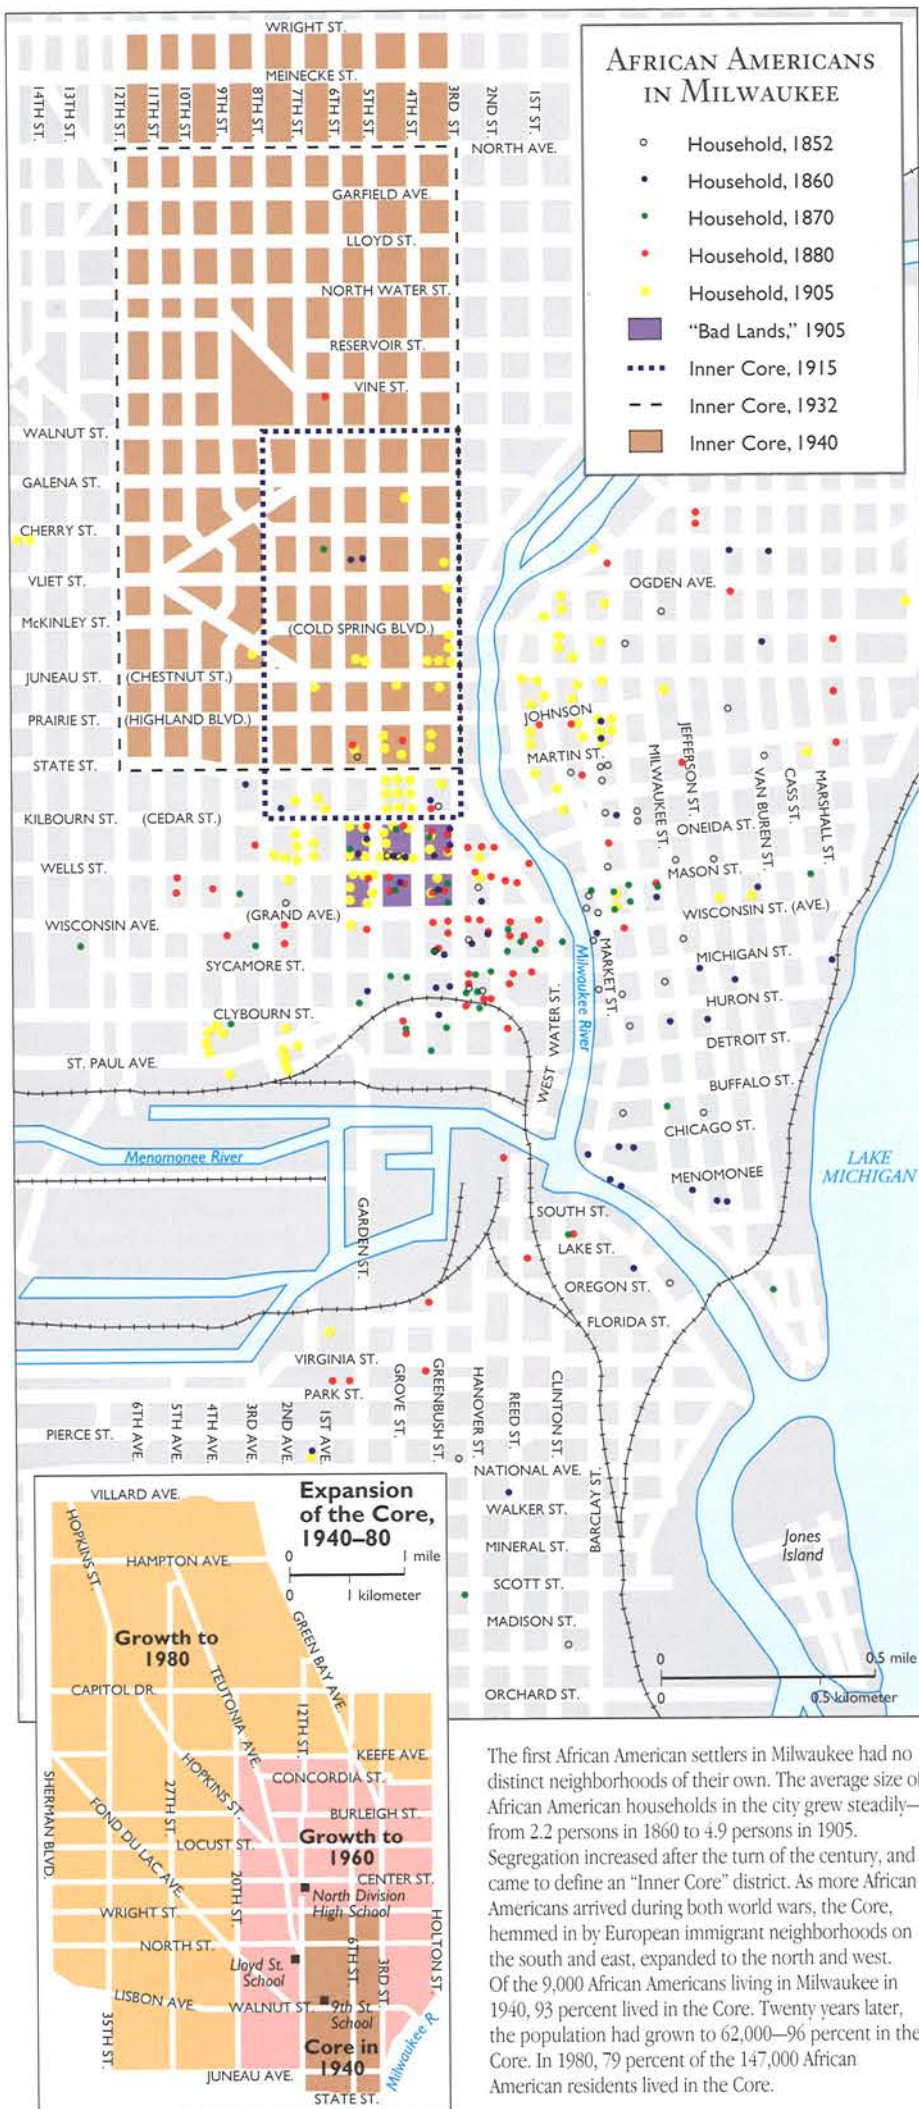 AFRICAN AMERICANS
IN MILWAUKEE
Household, 1852
Household, 1860
Household, 1870
Household, 1880
Household, 1905
"Bad Lands," 1905
Inner Core, 1915
Inner Core, 1932
Inner Core, 1940
WRIGHT ST.
MEINECKE ST.
14TH ST.
13TH ST.
12TH ST.
11TH ST.
10TH ST.
9TH ST.
8TH ST.
7TH ST.
6TH ST.
5TH ST.
4TH ST.
3RD ST.
2ND ST.
1ST ST.
NORTH AVE.
GARFIELD AVE.
LLOYD ST.
NORTH WATER ST.
RESERVOIR ST.
VINE ST.
WALNUT ST.
GALENA ST.
CHERRY ST.
VLIET ST.
OGDEN AVE.
McKINLEY ST.
(COLD SPRING BLVD.)
JUNEAU ST.
(CHESTNUT ST.)
PRAIRIE ST.
(HIGHLAND BLVD.)
JOHNSON
MARTIN ST.
STATE ST.
MILWAUKEE ST.
JEFFERSON ST.
VAN BUREN ST.
CASS ST.
MARSHALL ST.
KILBOURN ST.
(CEDAR ST.)
ONEIDA ST.
WELLS ST.
MASON ST.
WISCONSIN AVE.
(GRAND AVE.)
WISCONSIN ST. (AVE.)
SYCAMORE ST.
MICHIGAN ST.
Milwaukee River
MARKET ST.
CLYBOURN ST.
HURON ST.
WEST WATER ST.
DETROIT ST.
ST. PAUL AVE.
BUFFALO ST.
CHICAGO ST.
Menomonee River
MENOMONEE
LAKE
MICHIGAN
GARDEN ST.
SOUTH ST.
LAKE ST.
OREGON ST.
FLORIDA ST.
VIRGINIA ST.
PARK ST.
PIERCE ST.
6TH AVE.
5TH AVE.
4TH AVE.
3RD AVE.
2ND AVE.
1ST AVE.
GROVE ST.
GREENBUSH ST.
HANOVER ST.
REED ST.
CLINTON ST.
BARCLAY ST.
NATIONAL AVE.
WALKER ST.
MINERAL ST.
SCOTT ST.
MADISON ST.
ORCHARD ST.
Jones
Island
0 0.5 mile
0 0.5 kilometer
Expansion
of the Core,
1940–80
0 1 mile
0 1 kilometer
VILLARD AVE.
HOPKINS ST.
HAMPTON AVE.
GREEN BAY AVE.
Growth to
1980
TEUTONIA AVE.
CAPITOL DR.
12TH ST.
KEEFE AVE.
HOPKINS ST.
CONCORDIA ST.
SHERMAN BLVD.
27TH ST.
FOND DU LAC AVE.
BURLEIGH ST.
Growth to
1960
LOCUST ST.
20TH ST.
CENTER ST.
North Division
High School
WRIGHT ST.
HOLTON ST.
NORTH ST.
6TH ST.
3RD ST.
Lloyd St.
School
LISBON AVE
WALNUT ST.
9th St.
School
35TH ST.
Core in
1940
Milwaukee R
JUNEAU AVE.
STATE ST.
The first African American settlers in Milwaukee had no
distinct neighborhoods of their own. The average size of
African American households in the city grew steadily—
from 2.2 persons in 1860 to 4.9 persons in 1905.
Segregation increased after the turn of the century, and
came to define an "Inner Core" district. As more African
Americans arrived during both world wars, the Core,
hemmed in by European immigrant neighborhoods on
the south and east, expanded to the north and west.
Of the 9,000 African Americans living in Milwaukee in
1940, 93 percent lived in the Core. Twenty years later,
the population had grown to 62,000—96 percent in the
Core. In 1980, 79 percent of the 147,000 African
American residents lived in the Core.